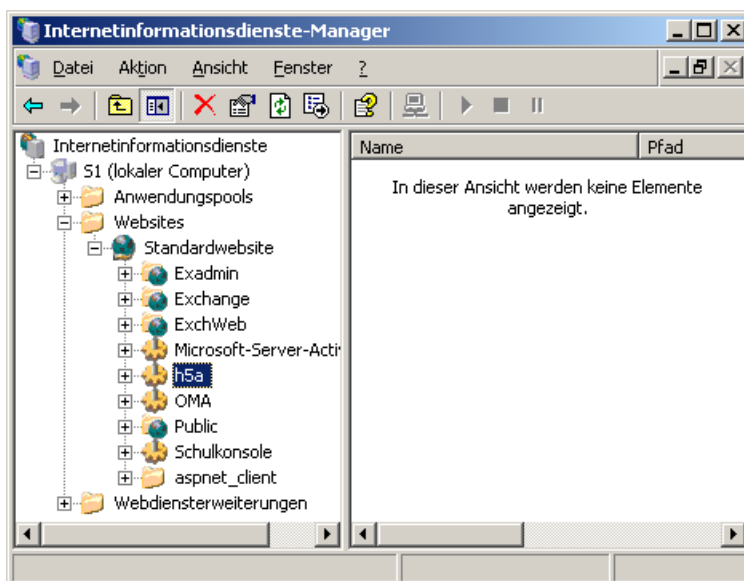 Internetinformationsdienste-Manager
Datei Aktion Ansicht Fenster ?
Internetinformationsdienste
S1 (lokaler Computer)
Anwendungspools
Websites
Standardwebsite
Exadmin
Exchange
ExchWeb
Microsoft-Server-Acti
h5a
OMA
Public
Schulkonsole
aspnet_client
Webdiensterweiterungen
Name Pfad
In dieser Ansicht werden keine Elemente
angezeigt.